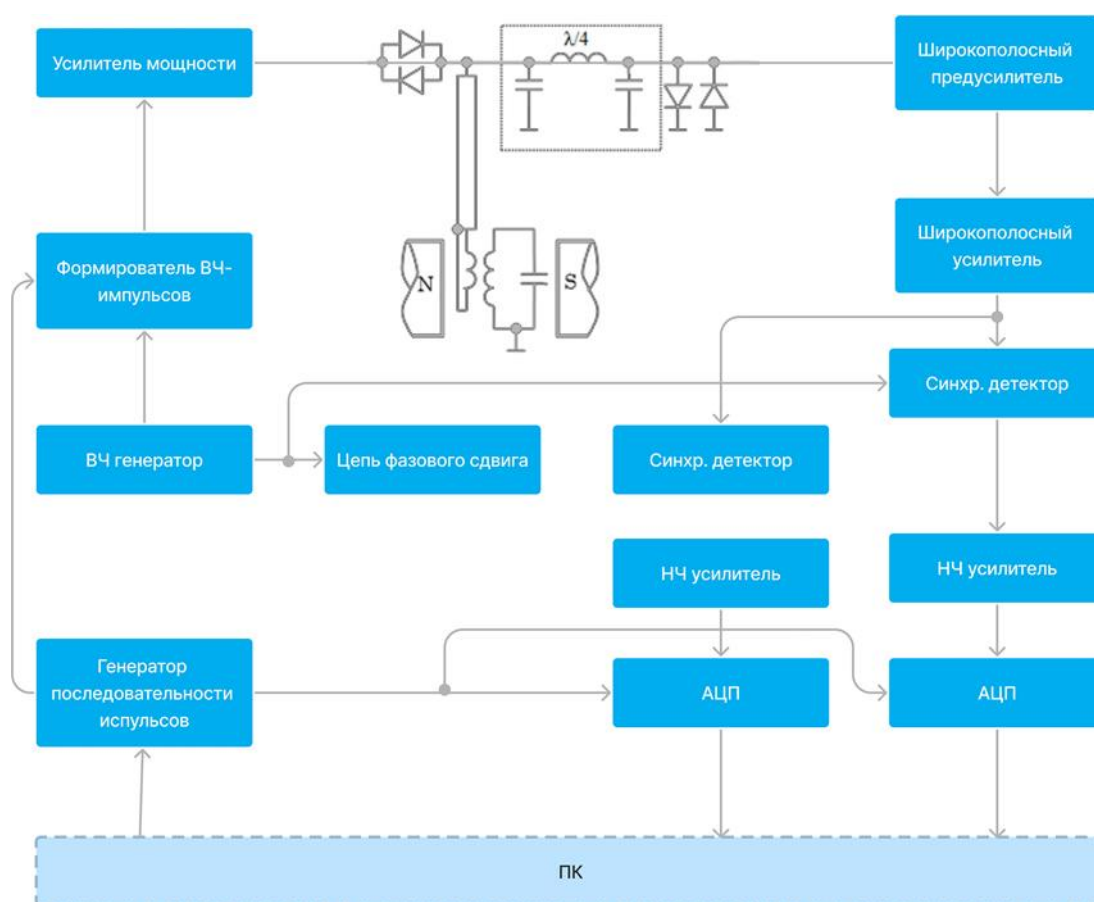 Усилитель мощности
λ/4
Широкополосный
предусилитель
Формирователь ВЧ-
импульсов
N
S
Широкополосный
усилитель
Синхр. детектор
ВЧ генератор
Цепь фазового сдвига
Синхр. детектор
НЧ усилитель
НЧ усилитель
Генератор
последовательности
испульсов
АЦП
АЦП
ПК